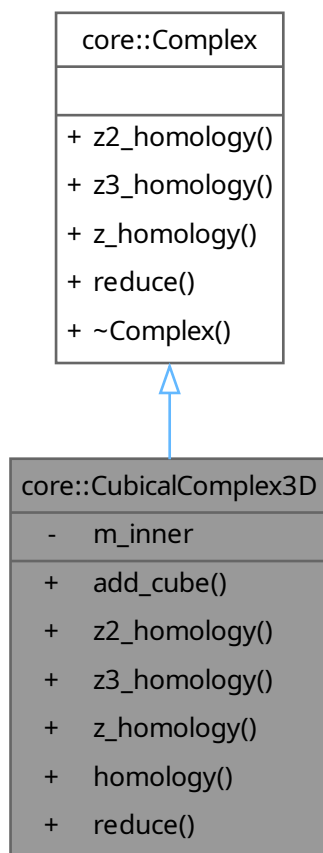 core::Complex
+ z2_homology()
+ z3_homology()
+ z_homology()
+ reduce()
+ ~Complex()
core::CubicalComplex3D
- m_inner
+ add_cube()
+ z2_homology()
+ z3_homology()
+ z_homology()
+ homology()
+ reduce()